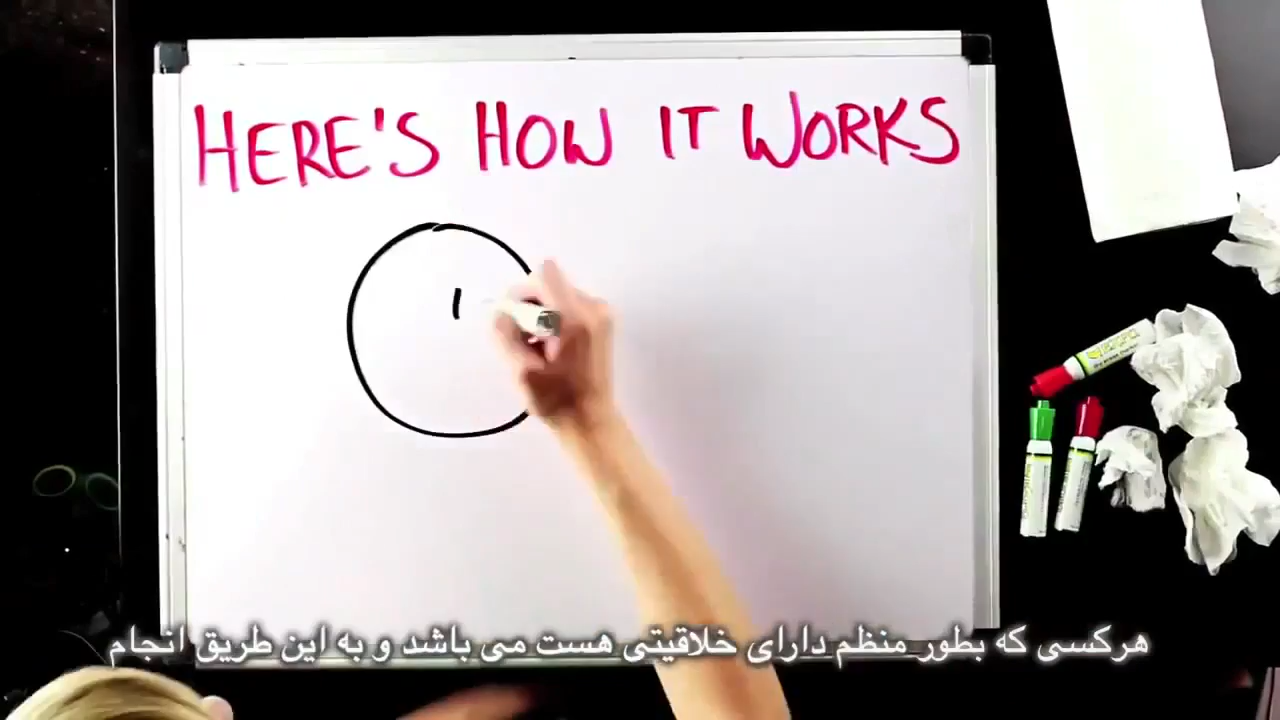 HERE'S HOW IT WORKS
هرکسی که بطور منظم دارای خلاقیتی هست می باشد و به این طریق انجام